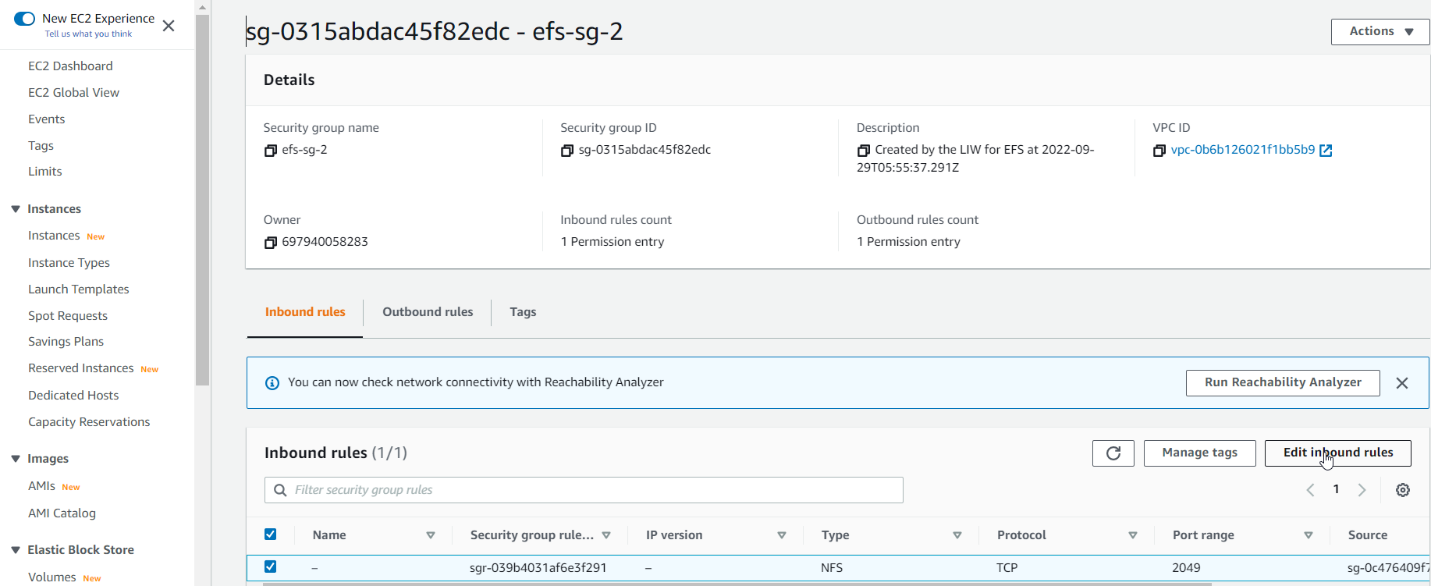 New EC2 Experience
Tell us what you think
EC2 Dashboard
EC2 Global View
Events
Tags
Limits
Instances
Instances New
Instance Types
Launch Templates
Spot Requests
Savings Plans
Reserved Instances New
Dedicated Hosts
Capacity Reservations
Images
AMIs New
AMI Catalog
Elastic Block Store
Volumes New
sg-0315abdac45f82edc - efs-sg-2
Actions
Details
Security group name
efs-sg-2
Security group ID
sg-0315abdac45f82edc
Description
Created by the LIW for EFS at 2022-09-
29T05:55:37.291Z
VPC ID
vpc-0b6b126021f1bb5b9
Owner
697940058283
Inbound rules count
1 Permission entry
Outbound rules count
1 Permission entry
Inbound rules
Outbound rules
Tags
You can now check network connectivity with Reachability Analyzer
Run Reachability Analyzer
Inbound rules (1/1)
Manage tags
Edit inbound rules
Filter security group rules
1
Name
Security group rule...
IP version
Type
Protocol
Port range
Source
–
sgr-039b4031af6e3f291
–
NFS
TCP
2049
sg-0c476409f7